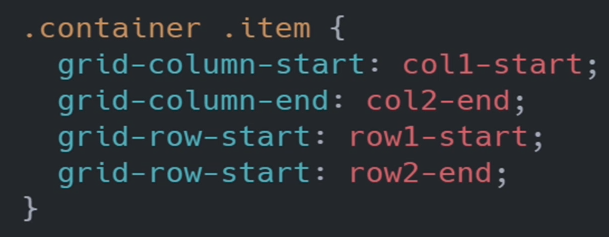 .container .item {
  grid-column-start: col1-start;
  grid-column-end: col2-end;
  grid-row-start: row1-start;
  grid-row-start: row2-end;
}